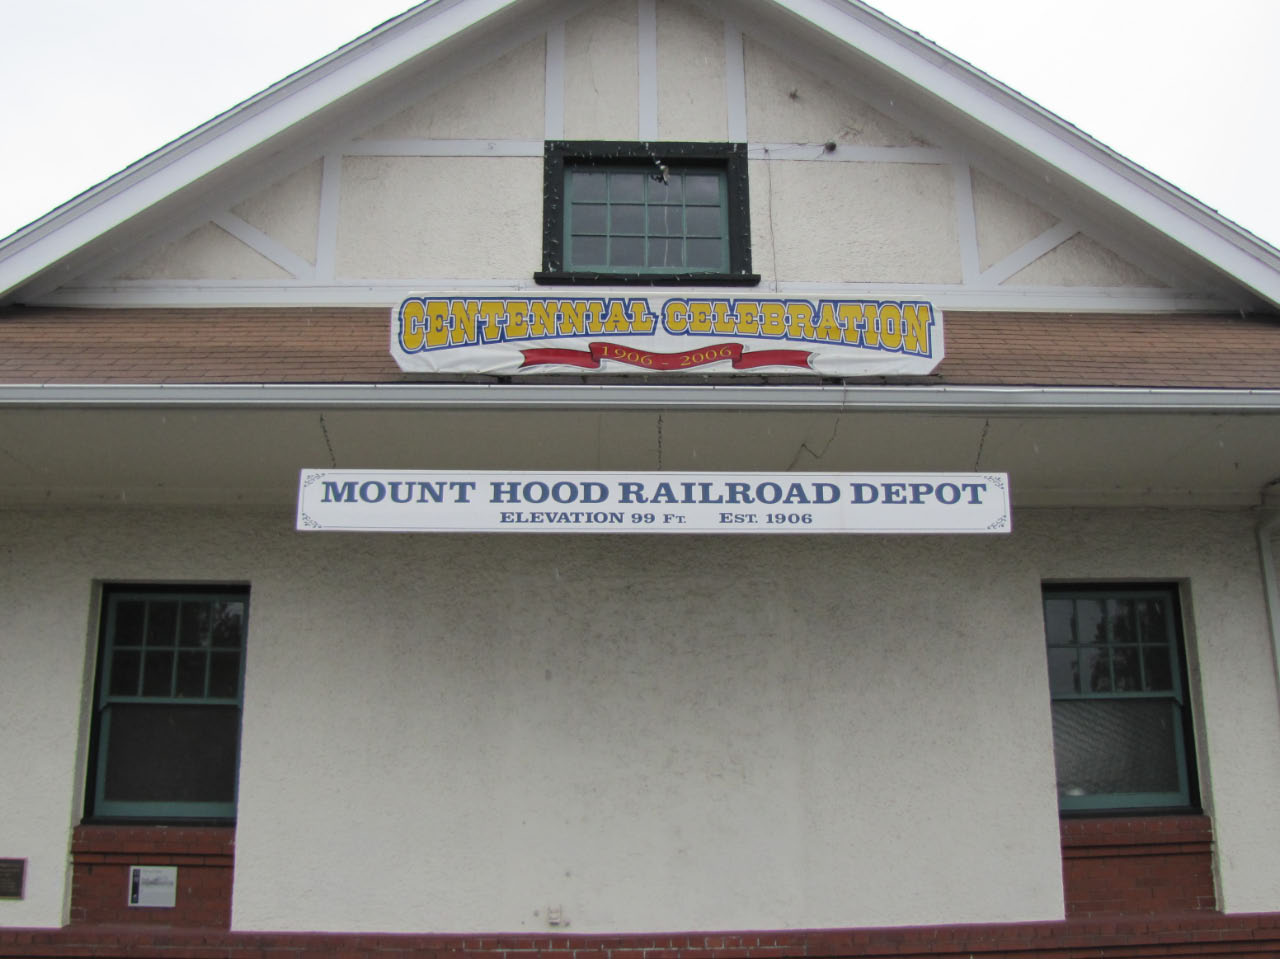 CENTENNIAL CELEBRATION
1906 - 2006
MOUNT HOOD RAILROAD DEPOT
ELEVATION 99 FT. EST. 1906